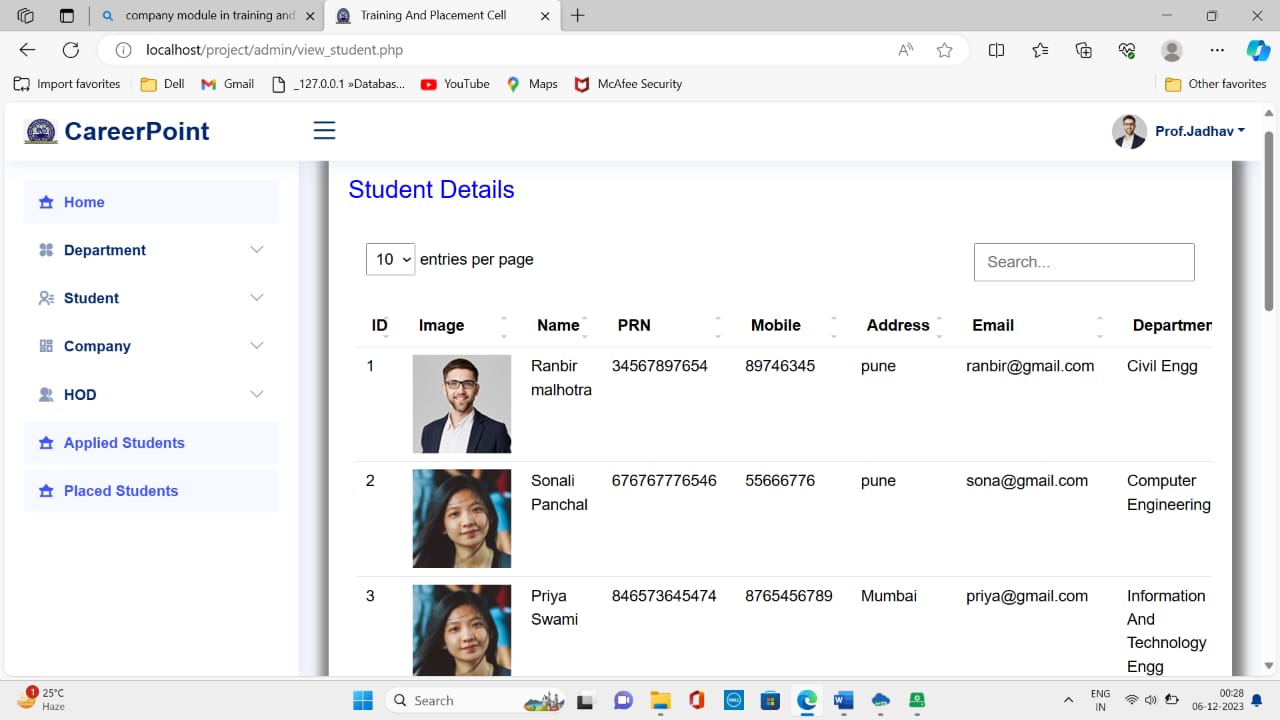 company module in training and
Training And Placement Cell
localhost/project/admin/view_student.php
Import favorites
Dell
Gmail
_127.0.0.1 »Databas...
YouTube
Maps
McAfee Security
Other favorites
CareerPoint
Prof.Jadhav
Home
Department
Student
Company
HOD
Applied Students
Placed Students
Student Details
10 entries per page
Search...
ID Image Name PRN Mobile Address Email Departmen
1 Ranbir 34567897654 89746345 pune ranbir@gmail.com Civil Engg
malhotra
2 Sonali 676767776546 55666776 pune sona@gmail.com Computer
Panchal Engineering
3 Priya 846573645474 8765456789 Mumbai priya@gmail.com Information
Swami And
Technology
Engg
1
25°C
Haze
Search
ENG
IN
00:28
06-12-2023